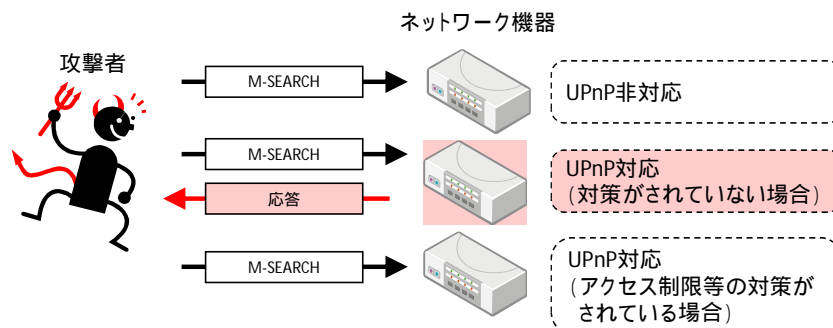 ネットワーク機器
攻撃者
M-SEARCH
UPnP非対応
M-SEARCH
UPnP対応
(対策がされていない場合)
応答
M-SEARCH
UPnP対応
(アクセス制限等の対策が
されている場合)